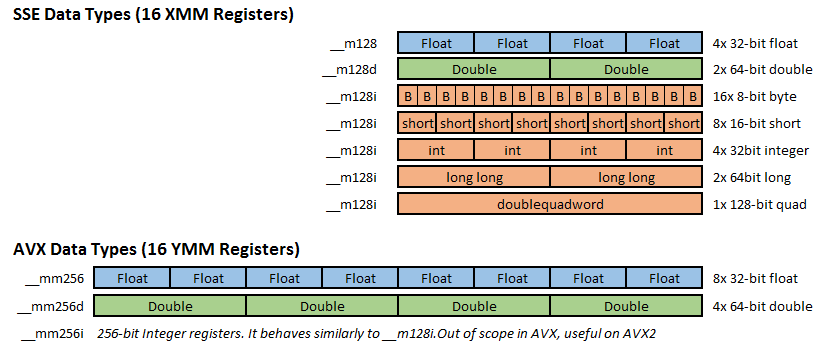 SSE Data Types (16 XMM Registers)
__m128 Float Float Float Float 4x 32-bit float
__m128d Double Double 2x 64-bit double
__m128i B B B B B B B B B B B B B B B B 16x 8-bit byte
__m128i short short short short short short short short 8x 16-bit short
__m128i int int int int 4x 32bit integer
__m128i long long long long 2x 64bit long
__m128i doublequadword 1x 128-bit quad
AVX Data Types (16 YMM Registers)
__mm256 Float Float Float Float Float Float Float Float 8x 32-bit float
__mm256d Double Double Double Double 4x 64-bit double
__mm256i 256-bit Integer registers. It behaves similarly to __m128i.Out of scope in AVX, useful on AVX2